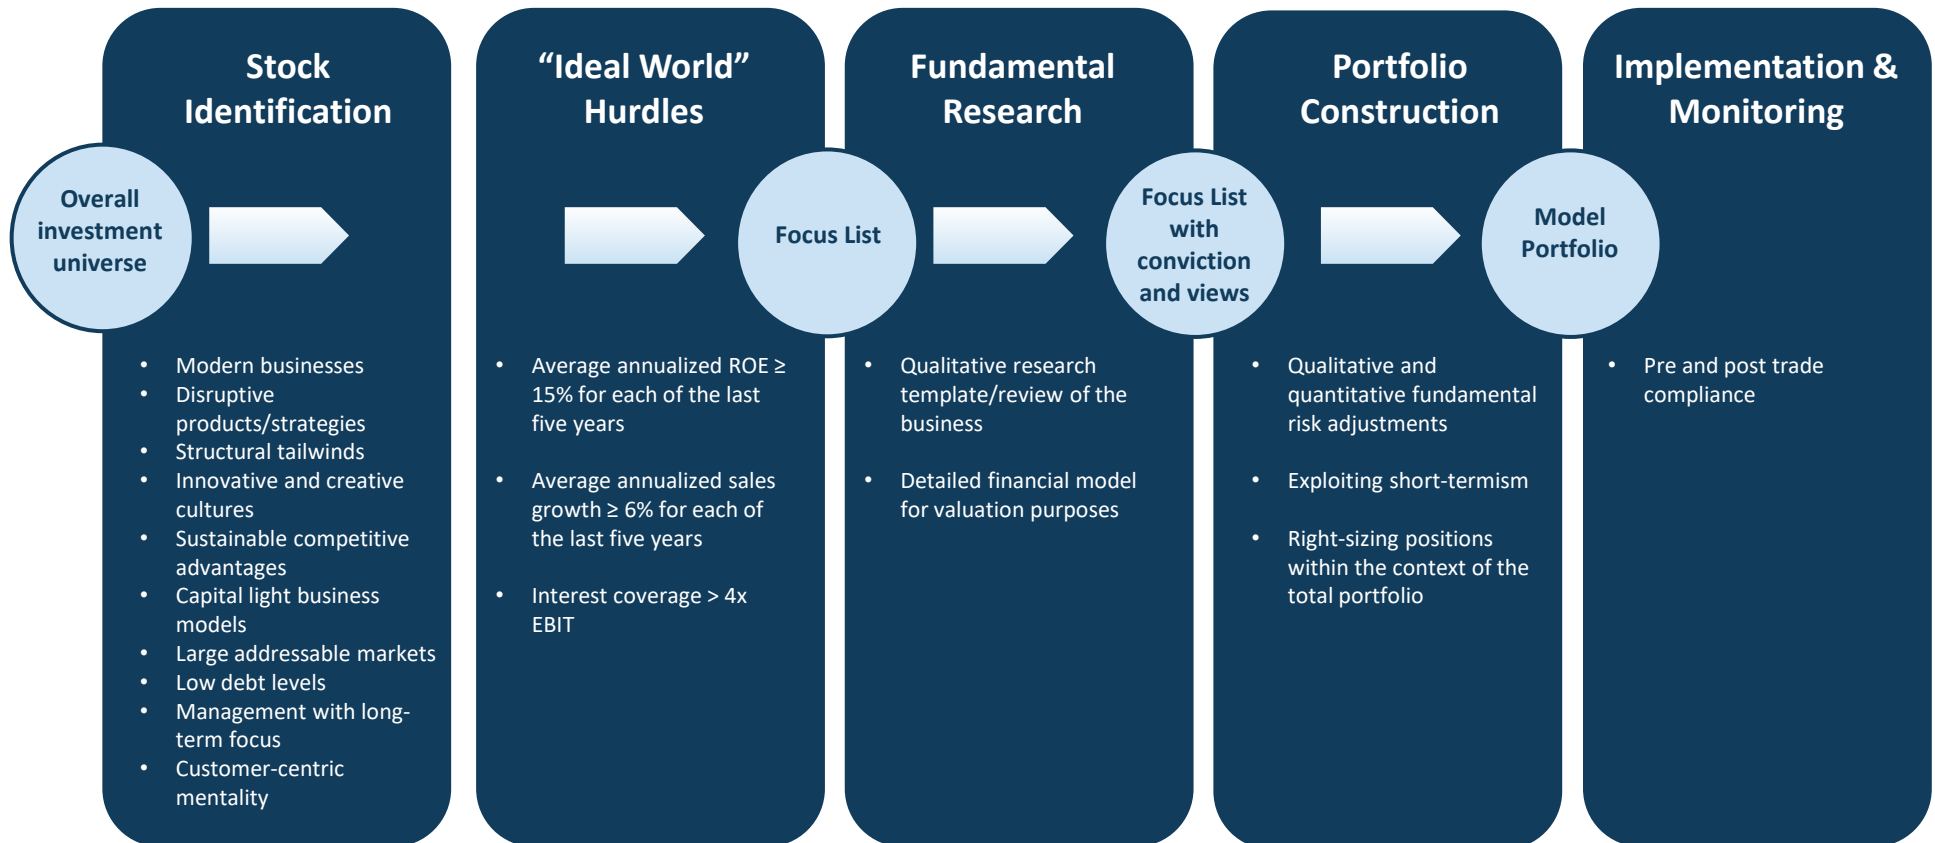 Stock
Identification
Overall
investment
universe
• Modern businesses
• Disruptive
products/strategies
• Structural tailwinds
• Innovative and creative
cultures
• Sustainable competitive
advantages
• Capital light business
models
• Large addressable markets
• Low debt levels
• Management with long-
term focus
• Customer-centric
mentality
“Ideal World”
Hurdles
• Average annualized ROE ≥
15% for each of the last
five years
• Average annualized sales
growth ≥ 6% for each of
the last five years
• Interest coverage > 4x
EBIT
Focus List
Fundamental
Research
• Qualitative research
template/review of the
business
• Detailed financial model
for valuation purposes
Focus List
with
conviction
and views
Portfolio
Construction
• Qualitative and
quantitative fundamental
risk adjustments
• Exploiting short-termism
• Right-sizing positions
within the context of the
total portfolio
Model
Portfolio
Implementation &
Monitoring
• Pre and post trade
compliance